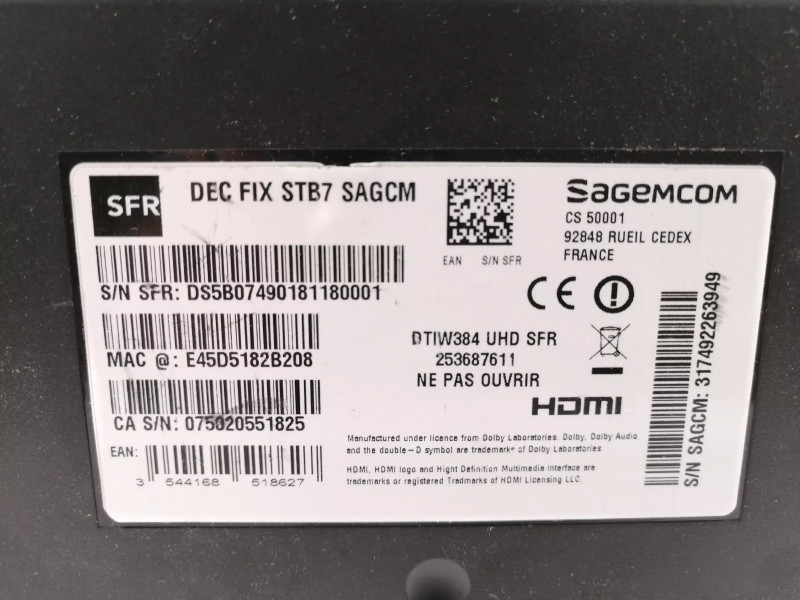 SFR
DEC FIX STB7 SAGCM
EAN S/N SFR
SAGEMCOM
CS 50001
92848 RUEIL CEDEX
FRANCE
S/N SFR: DS5B07490181180001
MAC @: E45D5182B208
CA S/N: 075020551825
EAN:
3 544168 518627
DTIW384 UHD SFR
253687611
NE PAS OUVRIR
CE
HDMI
Manufactured under licence from Dolby Laboratories. Dolby, Dolby Audio
and the double-D symbol are trademark of Dolby Laboratories
HDMI, HDMI logo and Hight Definition Multimedia Interface are
trademarks or registered Trademarks of HDMI Licensing LLC.
S/N SAGCM: 317492263949